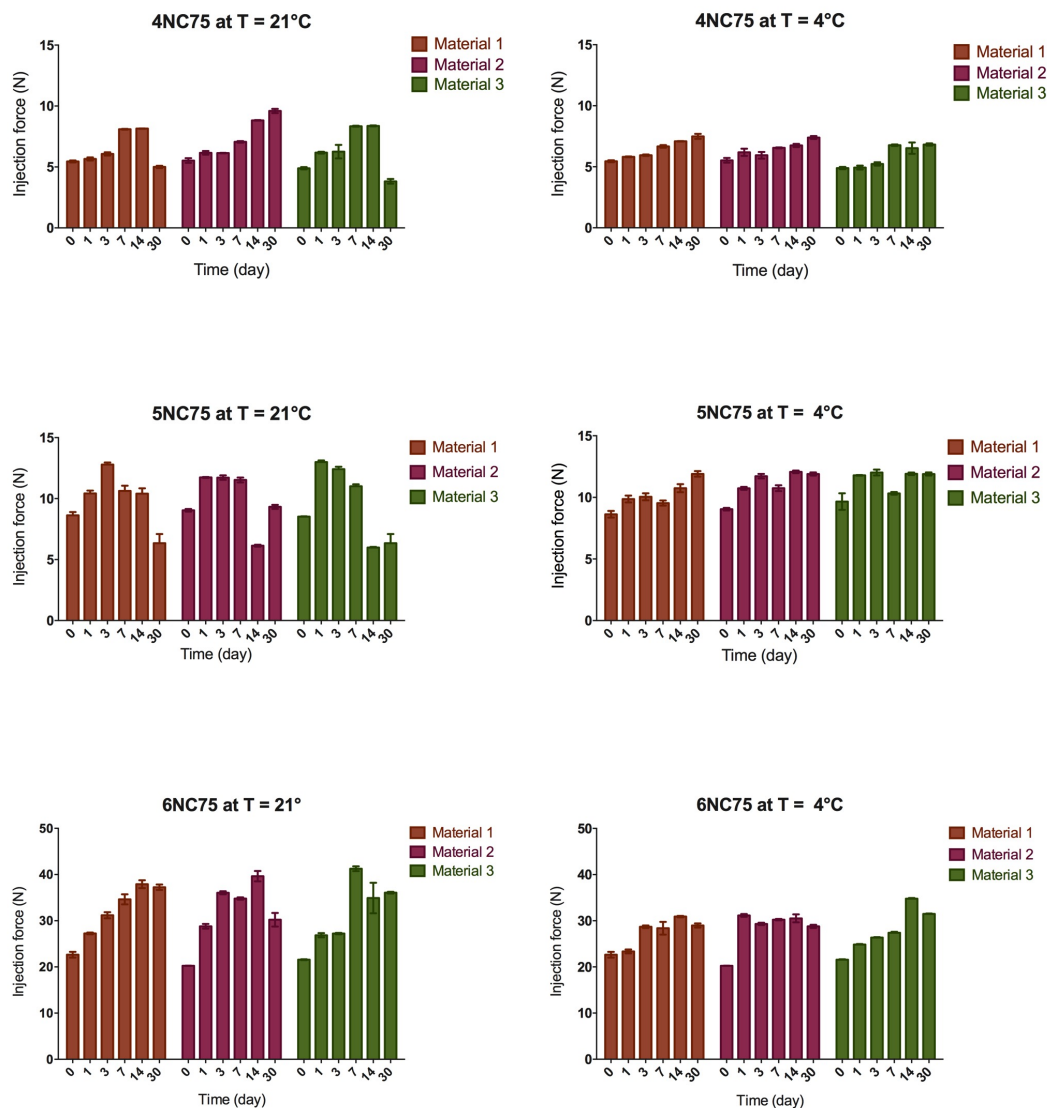 4NC75 at T = 21°C
Injection force (N)
15
10
5
0
0 1 3 7 14 30 0 1 3 7 14 30 0 1 3 7 14 30
Time (day)
Material 1
Material 2
Material 3
4NC75 at T = 4°C
Injection force (N)
15
10
5
0
0 1 3 7 14 30 0 1 3 7 14 30 0 1 3 7 14 30
Time (day)
Material 1
Material 2
Material 3
5NC75 at T = 21°C
Injection force (N)
15
10
5
0
0 1 3 7 14 30 0 1 3 7 14 30 0 1 3 7 14 30
Time (day)
Material 1
Material 2
Material 3
5NC75 at T = 4°C
Injection force (N)
15
10
5
0
0 1 3 7 14 30 0 1 3 7 14 30 0 1 3 7 14 30
Time (day)
Material 1
Material 2
Material 3
6NC75 at T = 21°
Injection force (N)
50
40
30
20
10
0
0 1 3 7 14 30 0 1 3 7 14 30 0 1 3 7 14 30
Time (day)
Material 1
Material 2
Material 3
6NC75 at T = 4°C
Injection force (N)
50
40
30
20
10
0
0 1 3 7 14 30 0 1 3 7 14 30 0 1 3 7 14 30
Time (day)
Material 1
Material 2
Material 3